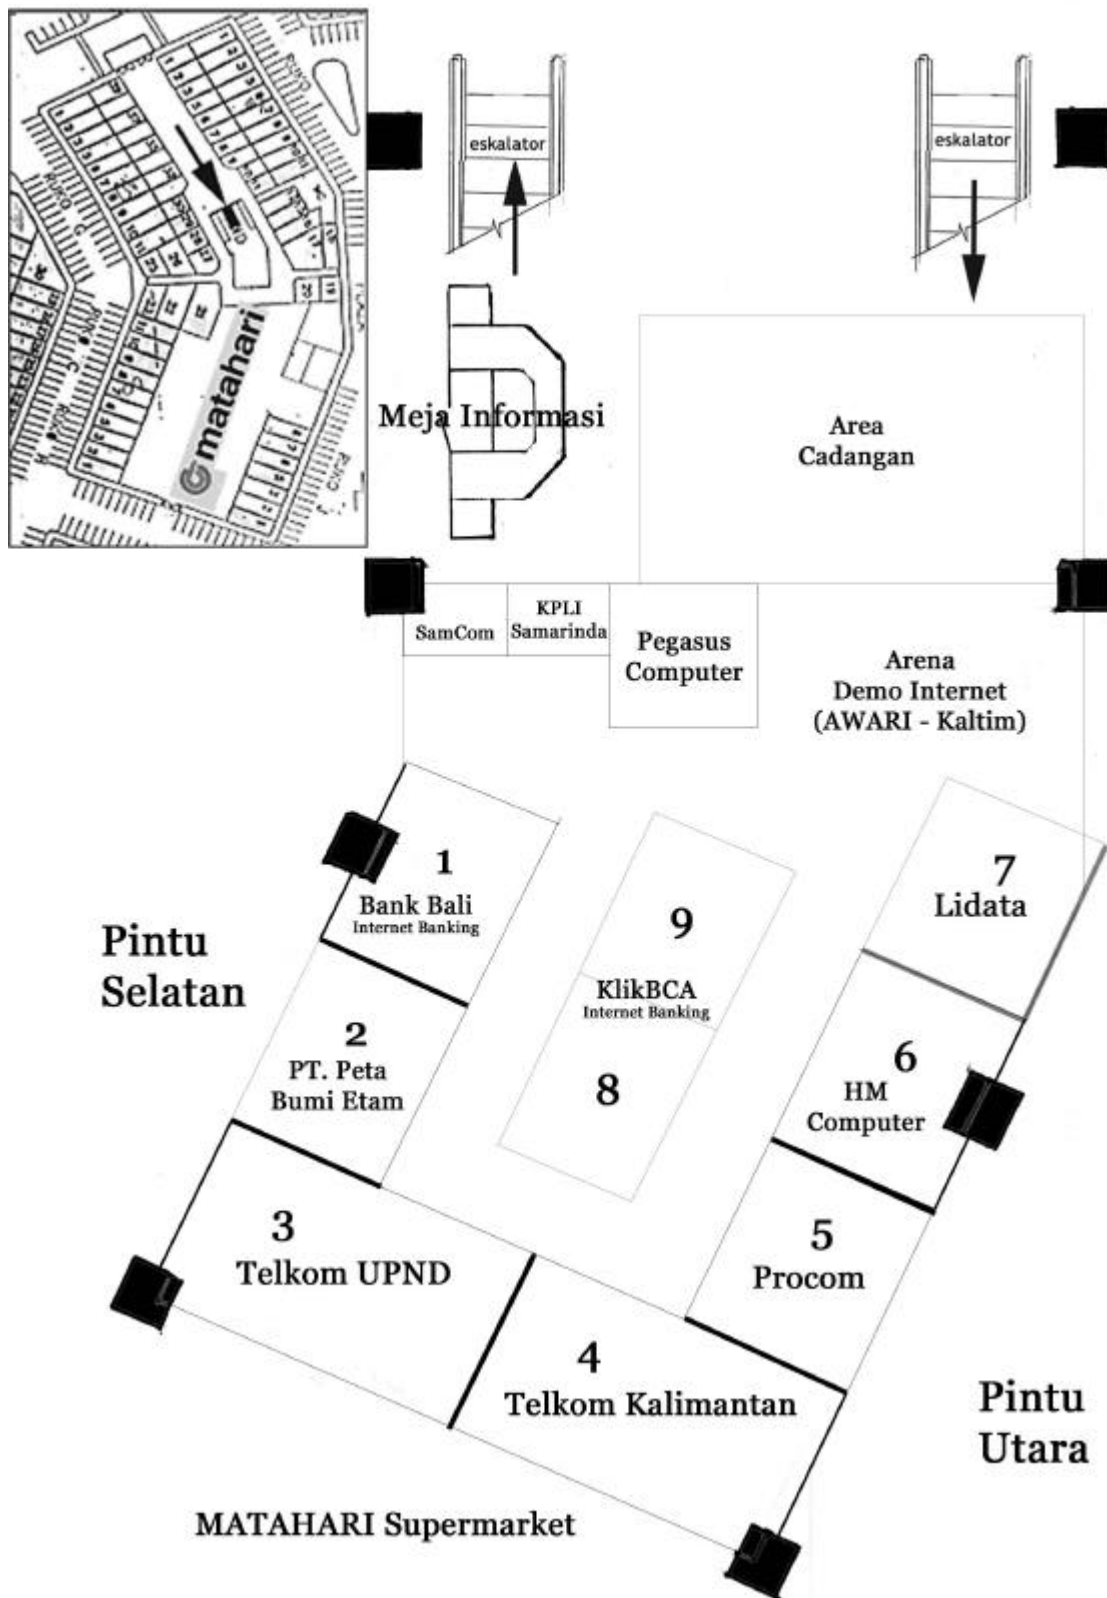 eskalator
eskalator
matahari
Meja Informasi
Area
Cadangan
SamCom
KPLI
Samarinda
Pegasus
Computer
Arena
Demo Internet
(AWARI - Kaltim)
1
Bank Bali
Internet Banking
7
Lidata
9
KlikBCA
Internet Banking
8
Pintu
Selatan
2
PT. Peta
Bumi Etam
6
HM
Computer
3
Telkom UPND
5
Procom
4
Telkom Kalimantan
Pintu
Utara
MATAHARI Supermarket